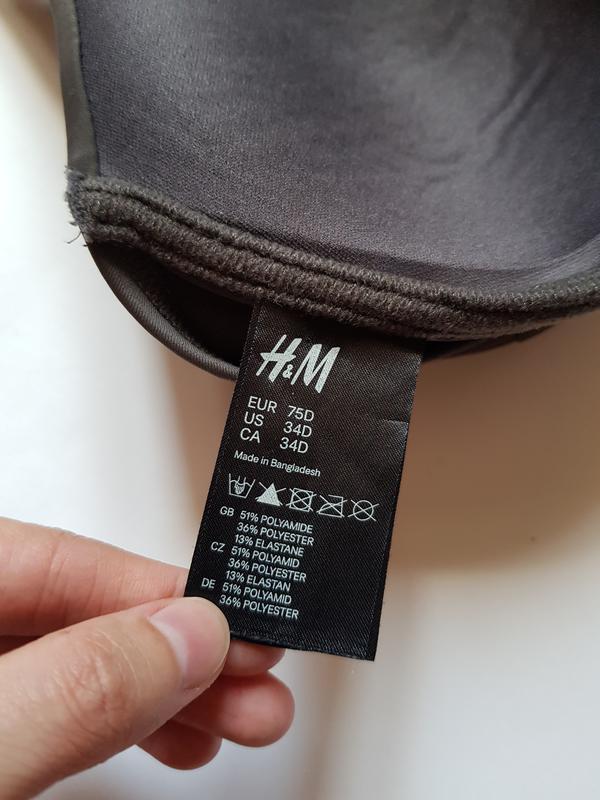 H&M
EUR 75D
US 34D
CA 34D
Made in Bangladesh
GB 51% POLYAMIDE
36% POLYESTER
13% ELASTANE
CZ 51% POLYAMID
36% POLYESTER
13% ELASTAN
DE 51% POLYAMID
36% POLYESTER